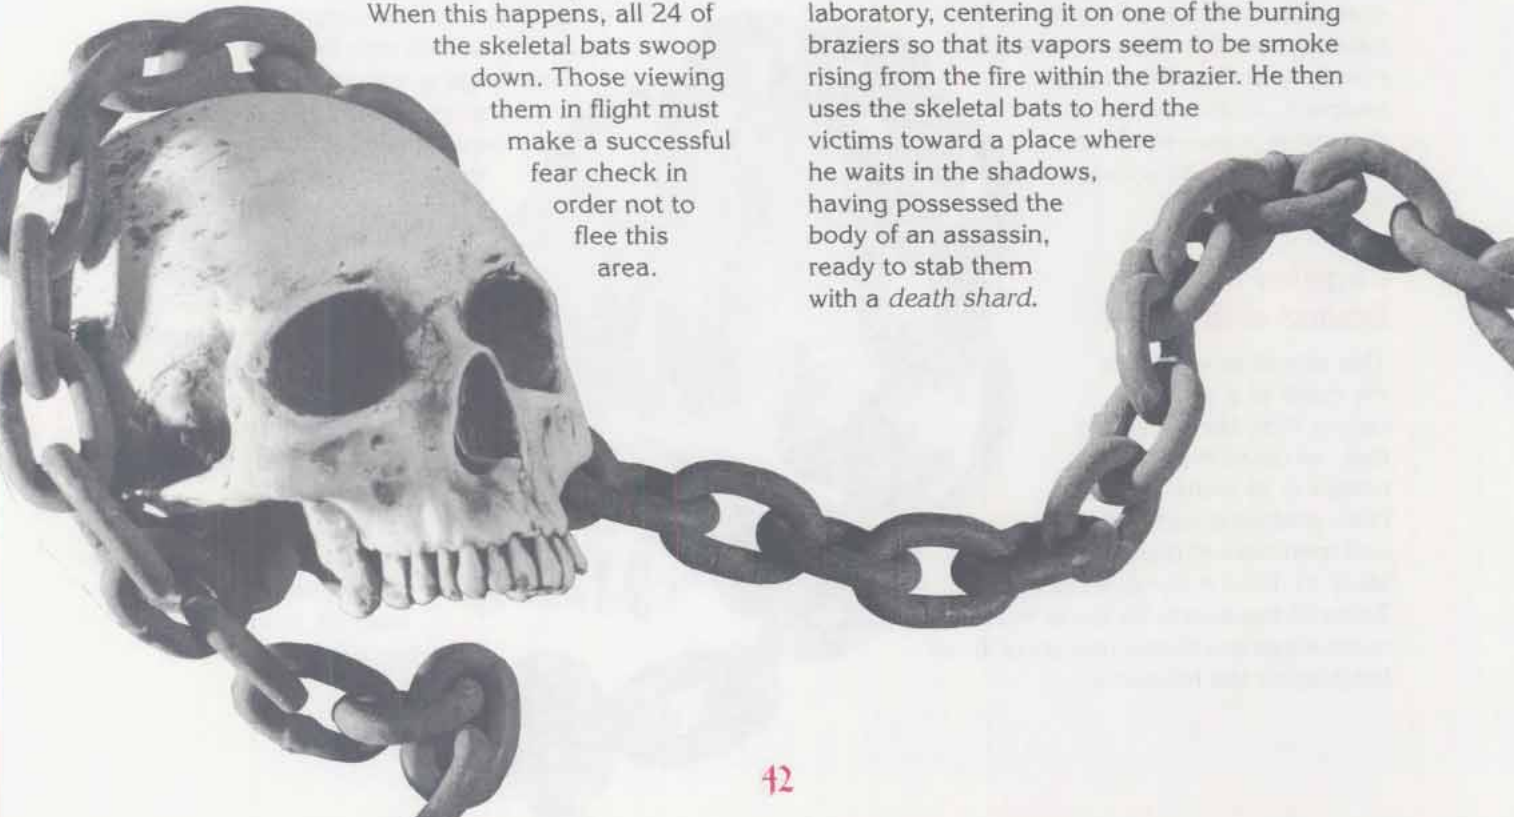 When this happens, all 24 of
the skeletal bats swoop
down. Those viewing
them in flight must
make a successful
fear check in
order not to
flee this
area.
laboratory, centering it on one of the burning
braziers so that its vapors seem to be smoke
rising from the fire within the brazier. He then
uses the skeletal bats to herd the
victims toward a place where
he waits in the shadows,
having possessed the
body of an assassin,
ready to stab them
with a death shard.
42